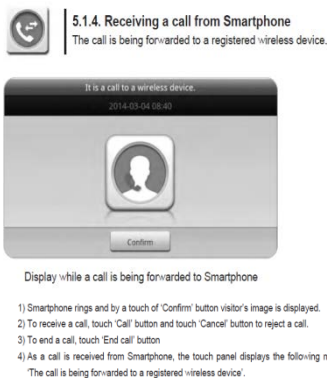 5.1.4. Receiving a call from Smartphone
The call is being forwarded to a registered wireless device.
It is a call to a wireless device.
2014-03-04 08:40
Confirm
Display while a call is being forwarded to Smartphone
1) Smartphone rings and by a touch of ‘Confirm’ button visitor’s image is displayed.
2) To receive a call, touch ‘Call’ button and touch ‘Cancel’ button to reject a call.
3) To end a call, touch ‘End call’ button
4) As a call is received from Smartphone, the touch panel displays the following
‘The call is being forwarded to a registered wireless device’.